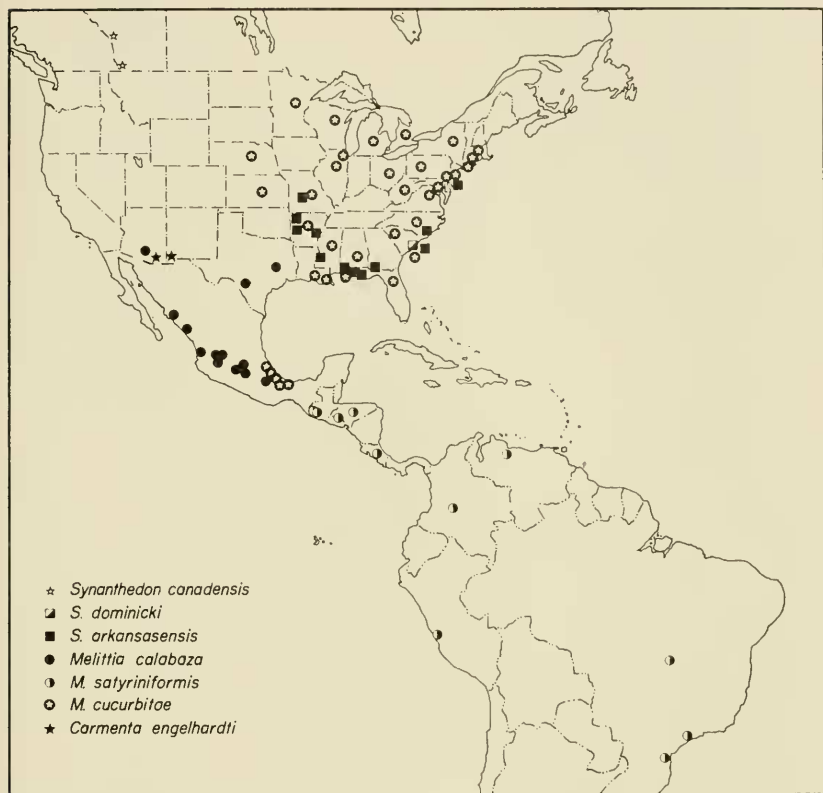 Synanthedon canadensis
S. dominicki
S. arkansasensis
Melittia calabaza
M. satyriniformis
M. cucurbitae
Carmenta engelhardti